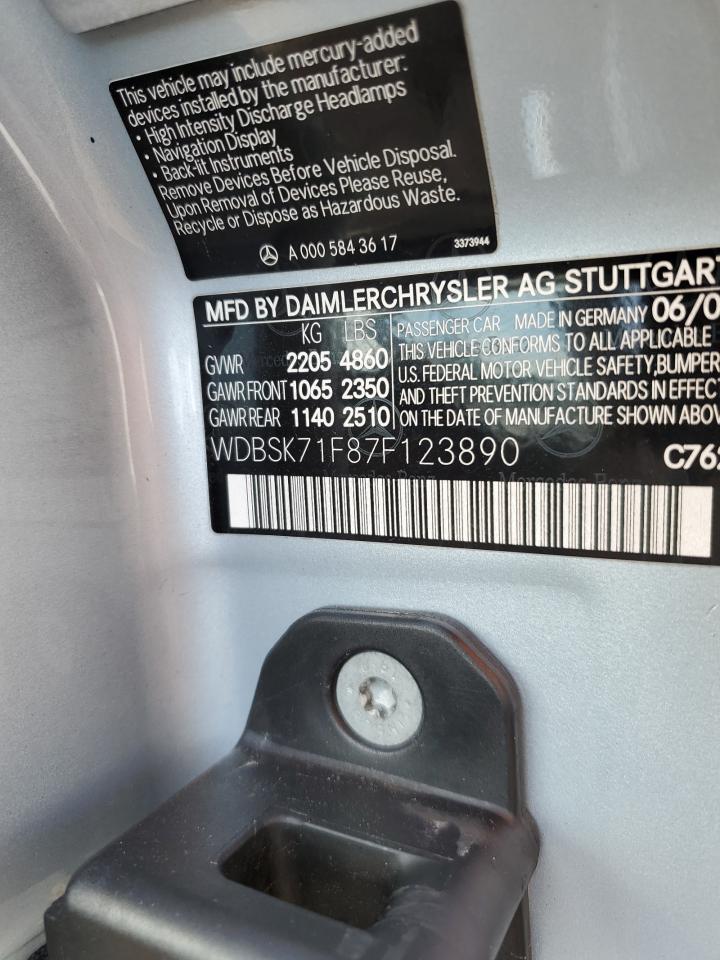 This vehicle may include mercury-added
devices installed by the manufacturer:
• High Intensity Discharge Headlamps
• Navigation Display
• Back-lit Instruments
Remove Devices Before Vehicle Disposal.
Upon Removal of Devices Please Reuse,
Recycle or Dispose as Hazardous Waste.
A 000 584 36 17
3373944
MFD BY DAIMLERCHRYSLER AG STUTTGART
KG LBS
GVWR 2205 4860
GAWR FRONT 1065 2350
GAWR REAR 1140 2510
PASSENGER CAR MADE IN GERMANY 06/0
THIS VEHICLE CONFORMS TO ALL APPLICABLE
U.S. FEDERAL MOTOR VEHICLE SAFETY, BUMPER
AND THEFT PREVENTION STANDARDS IN EFFECT
ON THE DATE OF MANUFACTURE SHOWN ABOV
WDBSK71F87F123890
C762